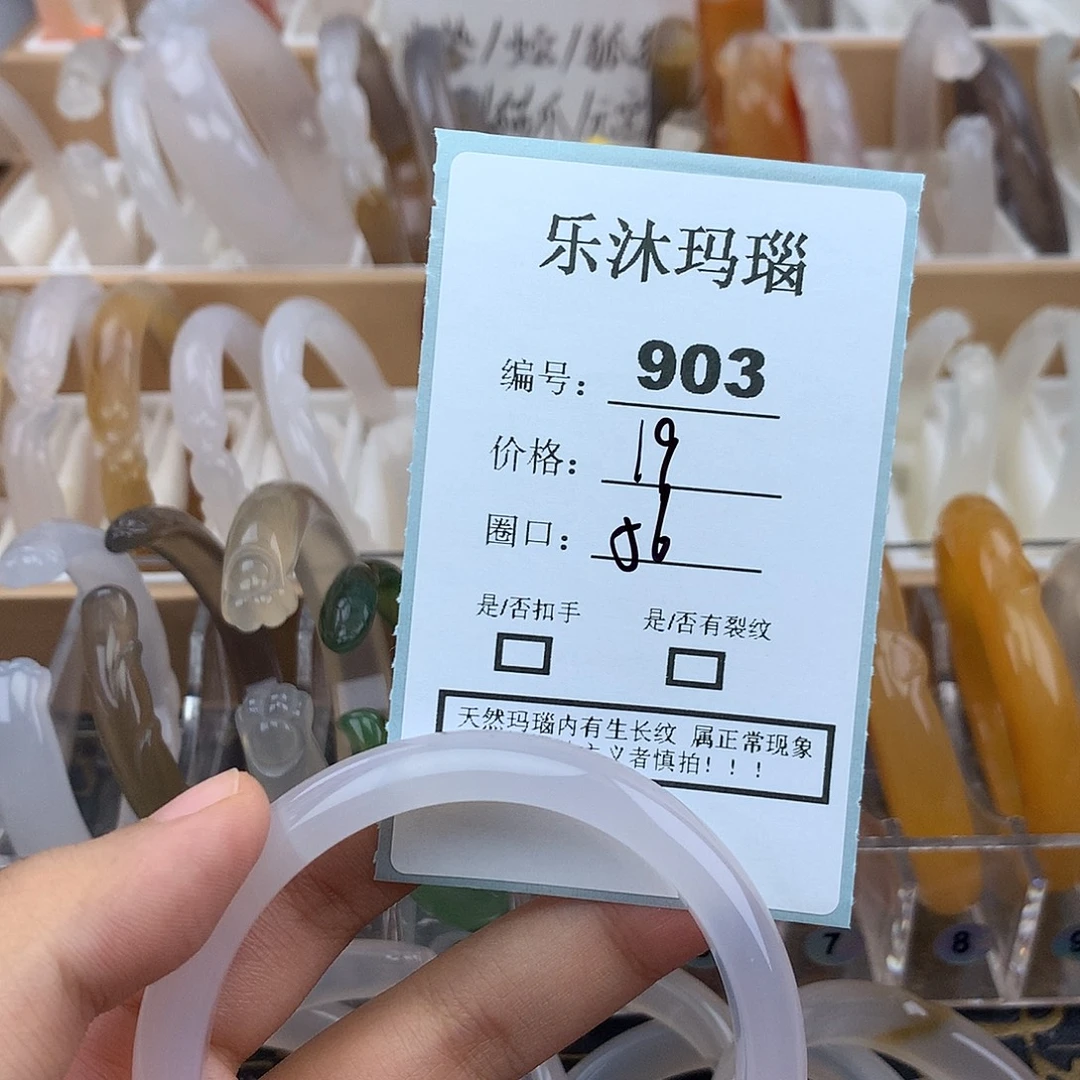 乐沐玛瑙
编号: 903
价格: 19
圈口: 56
是/否扣手 是/否有裂纹
天然玛瑙内有生长纹 属正常现象
主义者慎拍!!!
7
8